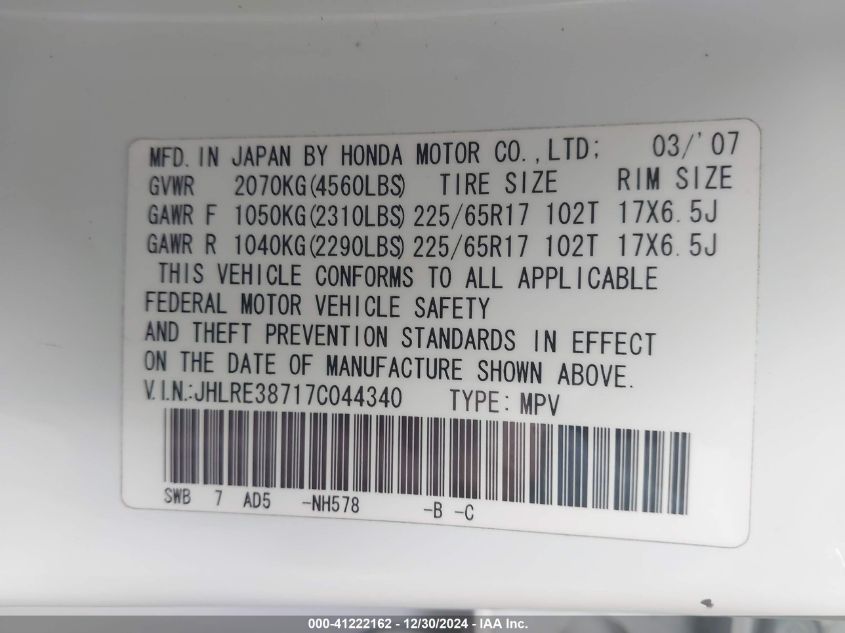 MFD. IN JAPAN BY HONDA MOTOR CO.,LTD; 03/'07
GVWR 2070KG(4560LBS) TIRE SIZE RIM SIZE
GAWR F 1050KG(2310LBS) 225/65R17 102T 17X6.5J
GAWR R 1040KG(2290LBS) 225/65R17 102T 17X6.5J
THIS VEHICLE CONFORMS TO ALL APPLICABLE
FEDERAL MOTOR VEHICLE SAFETY
AND THEFT PREVENTION STANDARDS IN EFFECT
ON THE DATE OF MANUFACTURE SHOWN ABOVE.
V.I.N.:JHLRE38717C044340 TYPE: MPV
SWB 7 AD5 -NH578 -B -C
000-41222162 - 12/30/2024 - IAA Inc.